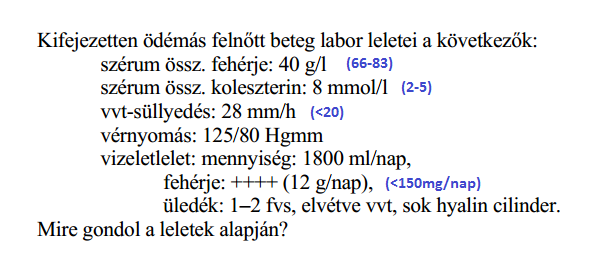 Kifejezetten ödémás felnőtt beteg labor leletei a következők:
szérum össz. fehérje: 40 g/l (66-83)
szérum össz. koleszterin: 8 mmol/l (2-5)
vvt-süllyedés: 28 mm/h (<20)
vérnyomás: 125/80 Hgmm
vizeletlelet: mennyiség: 1800 ml/nap,
fehérje: ++++ (12 g/nap), (<150mg/nap)
üledék: 1–2 fvs, elvétve vvt, sok hyalin cilinder.
Mire gondol a leletek alapján?